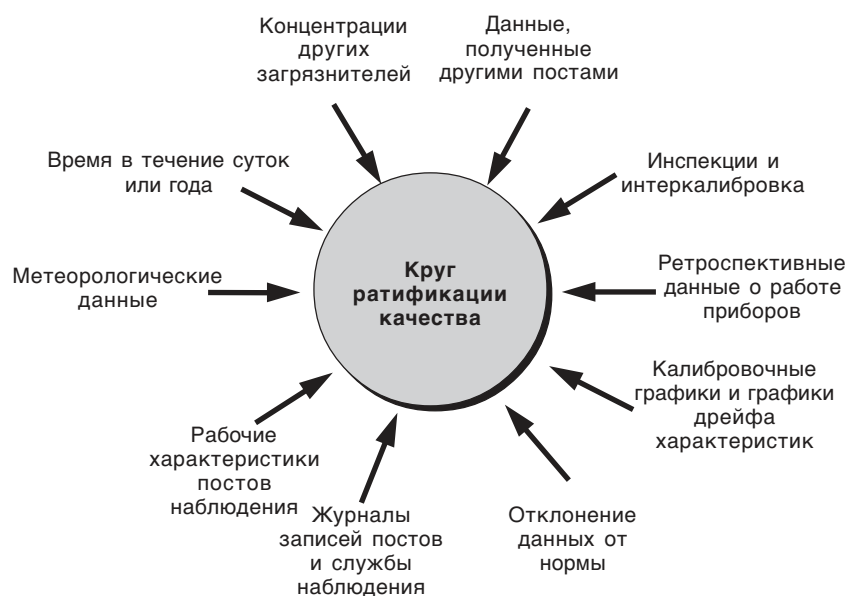 Концентрации
других
загрязнителей
Данные,
полученные
другими постами
Время в течение суток
или года
Инспекции и
интеркалибровка
Метеорологические
данные
Круг
ратификации
качества
Ретроспективные
данные о работе
приборов
Калибровочные
графики и графики
дрейфа
характеристик
Рабочие
характеристики
постов
наблюдения
Журналы
записей постов
и службы
наблюдения
Отклонение
данных от
нормы